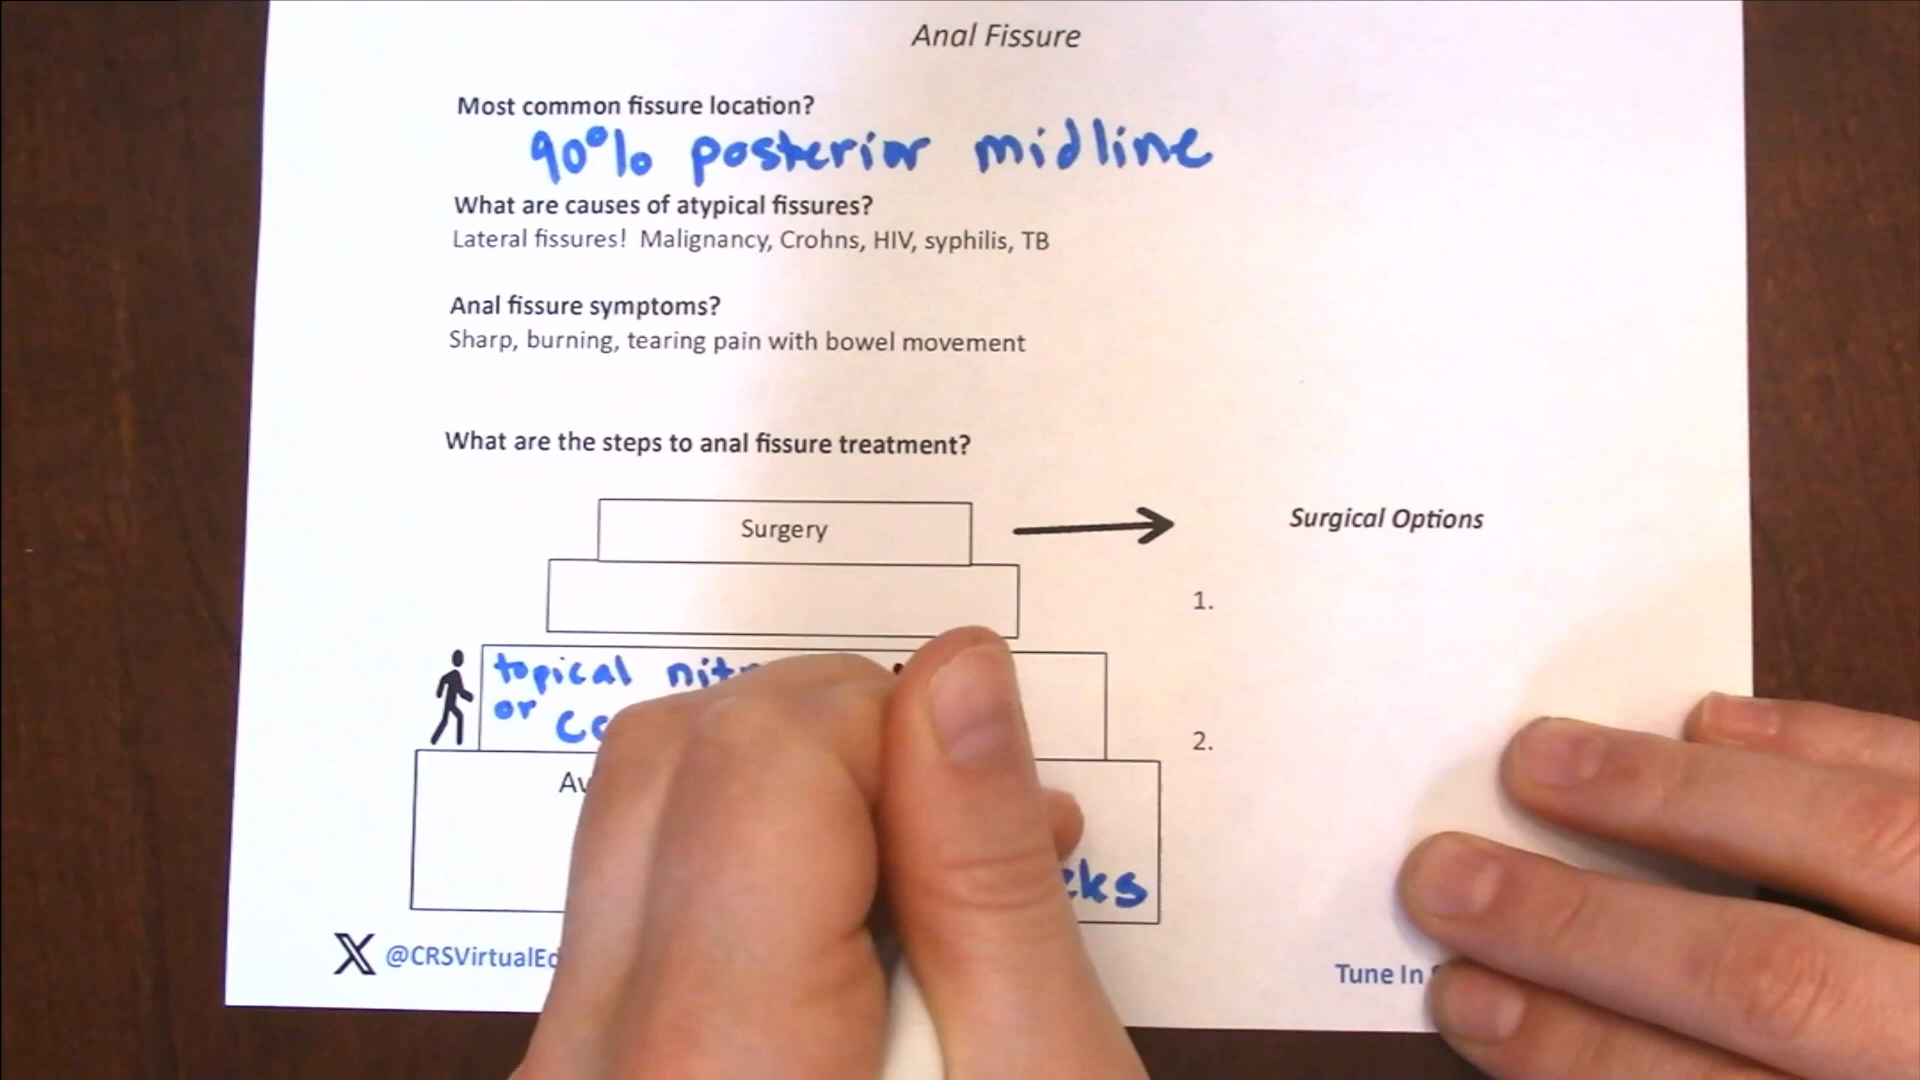 Anal Fissure
Most common fissure location?
90% posterior midline
What are causes of atypical fissures?
Lateral fissures! Malignancy, Crohns, HIV, syphilis, TB
Anal fissure symptoms?
Sharp, burning, tearing pain with bowel movement
What are the steps to anal fissure treatment?
Surgery
Surgical Options
1.
topical
or
2.
Tune In